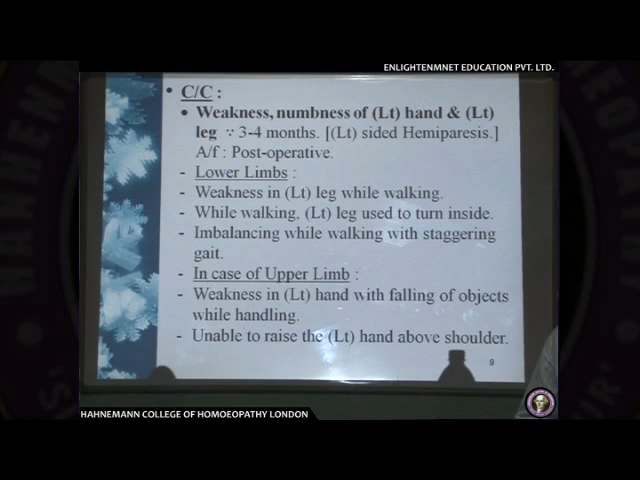 ENLIGHTENMNET EDUCATION PVT. LTD.
• C/C :
• Weakness, numbness of (Lt) hand & (Lt)
leg ∵ 3-4 months. [(Lt) sided Hemiparesis.]
A/f : Post-operative.
- Lower Limbs :
- Weakness in (Lt) leg while walking.
- While walking, (Lt) leg used to turn inside.
- Imbalancing while walking with staggering
gait.
- In case of Upper Limb :
- Weakness in (Lt) hand with falling of objects
while handling.
- Unable to raise the (Lt) hand above shoulder.
9
HAHNEMANN COLLEGE OF HOMOEOPATHY LONDON